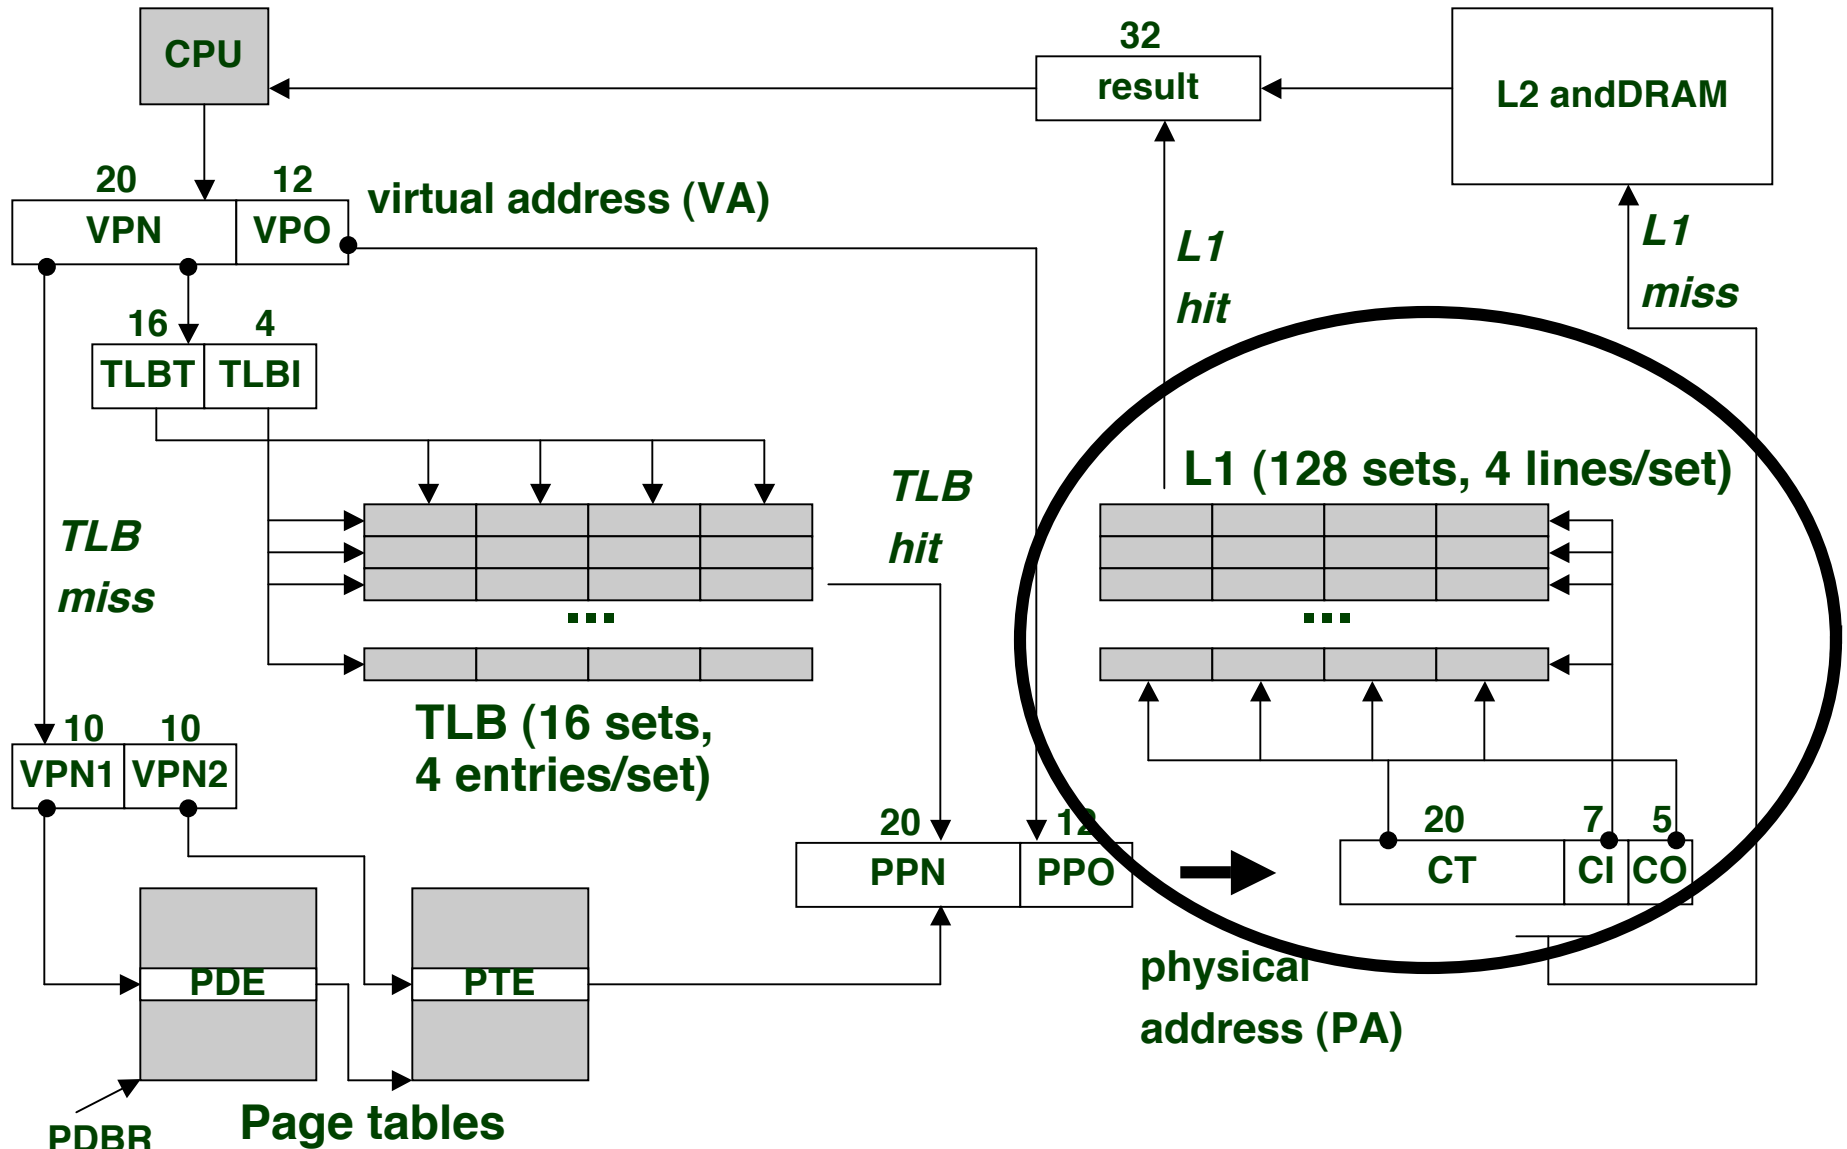 CPU
32
result
L2 andDRAM
20
12
virtual address (VA)
VPN
VPO
L1
hit
L1
miss
16
4
TLBT
TLBI
L1 (128 sets, 4 lines/set)
TLB
hit
TLB
miss
...
...
TLB (16 sets,
4 entries/set)
10
10
VPN1
VPN2
20
12
PPN
PPO
20
7
5
CT
CI
CO
physical
address (PA)
PDE
PTE
Page tables
PDBR